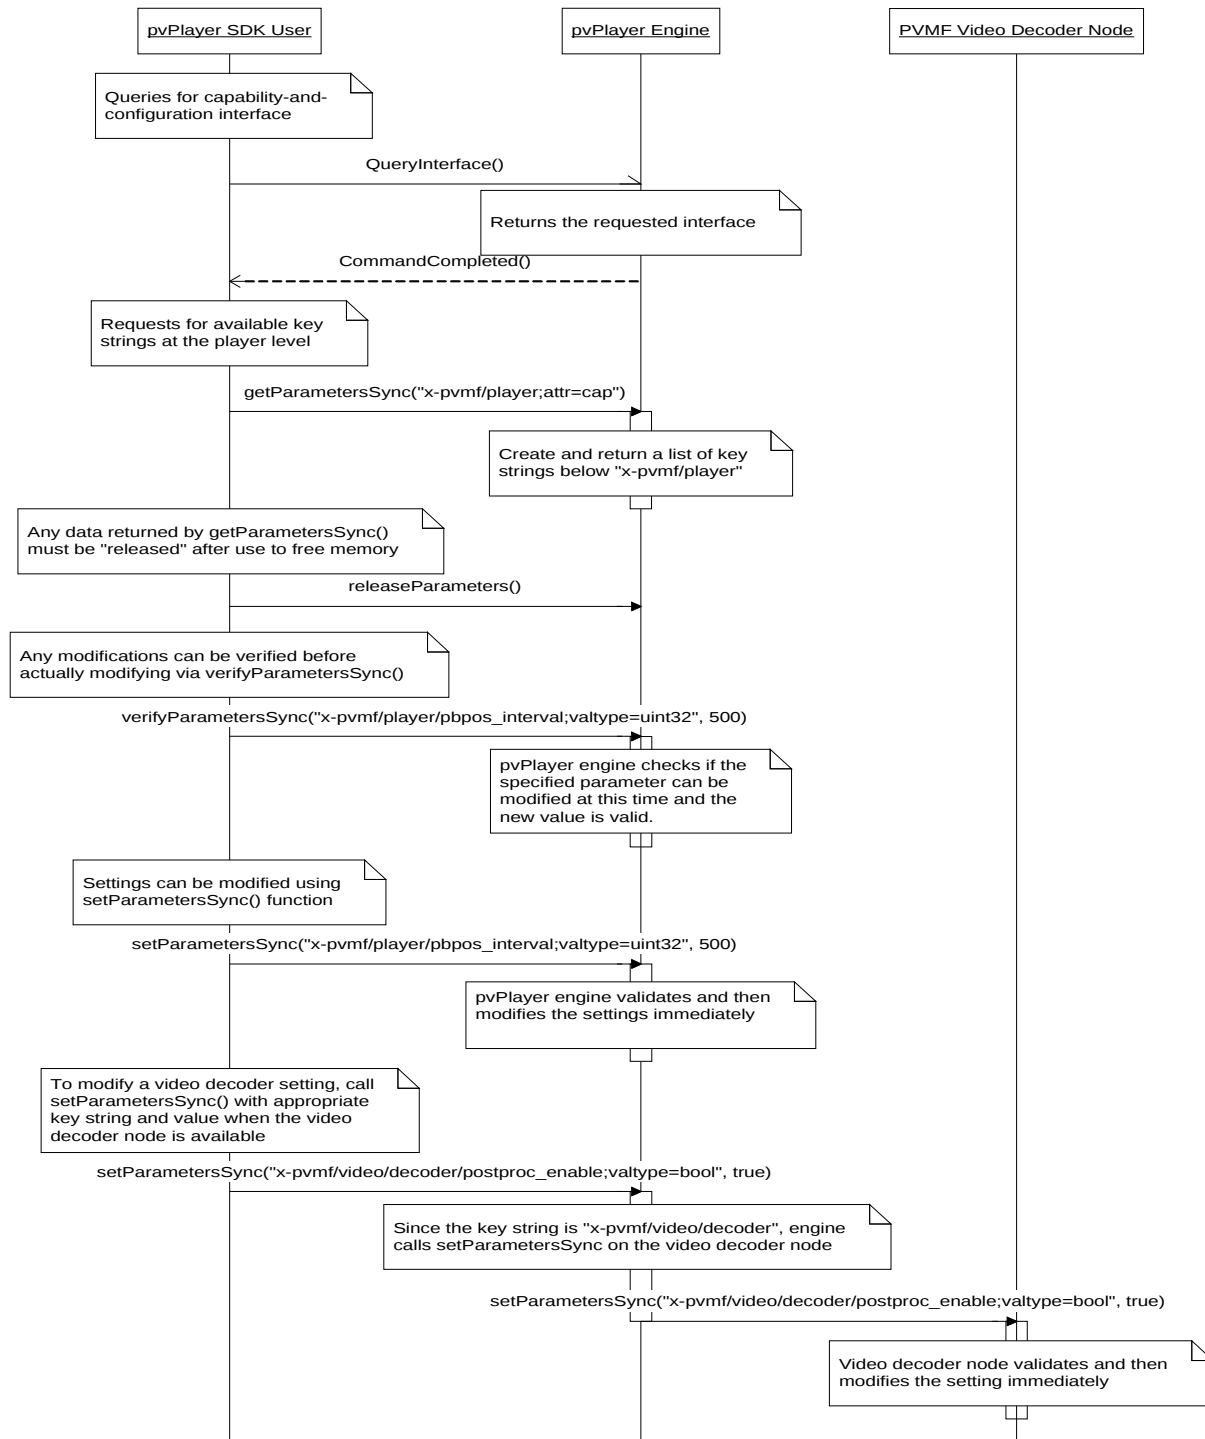 pvPlayer SDK User
pvPlayer Engine
PVMF Video Decoder Node
Queries for capability-and-
configuration interface
QueryInterface()
Returns the requested interface
CommandCompleted()
Requests for available key
strings at the player level
getParametersSync("x-pvmf/player;attr=cap")
Create and return a list of key
strings below "x-pvmf/player"
Any data returned by getParametersSync()
must be "released" after use to free memory
releaseParameters()
Any modifications can be verified before
actually modifying via verifyParametersSync()
verifyParametersSync("x-pvmf/player/pbpos_interval;valtype=uint32", 500)
pvPlayer engine checks if the
specified parameter can be
modified at this time and the
new value is valid.
Settings can be modified using
setParametersSync() function
setParametersSync("x-pvmf/player/pbpos_interval;valtype=uint32", 500)
pvPlayer engine validates and then
modifies the settings immediately
To modify a video decoder setting, call
setParametersSync() with appropriate
key string and value when the video
decoder node is available
setParametersSync("x-pvmf/video/decoder/postproc_enable;valtype=bool", true)
Since the key string is "x-pvmf/video/decoder", engine
calls setParametersSync on the video decoder node
setParametersSync("x-pvmf/video/decoder/postproc_enable;valtype=bool", true)
Video decoder node validates and then
modifies the setting immediately